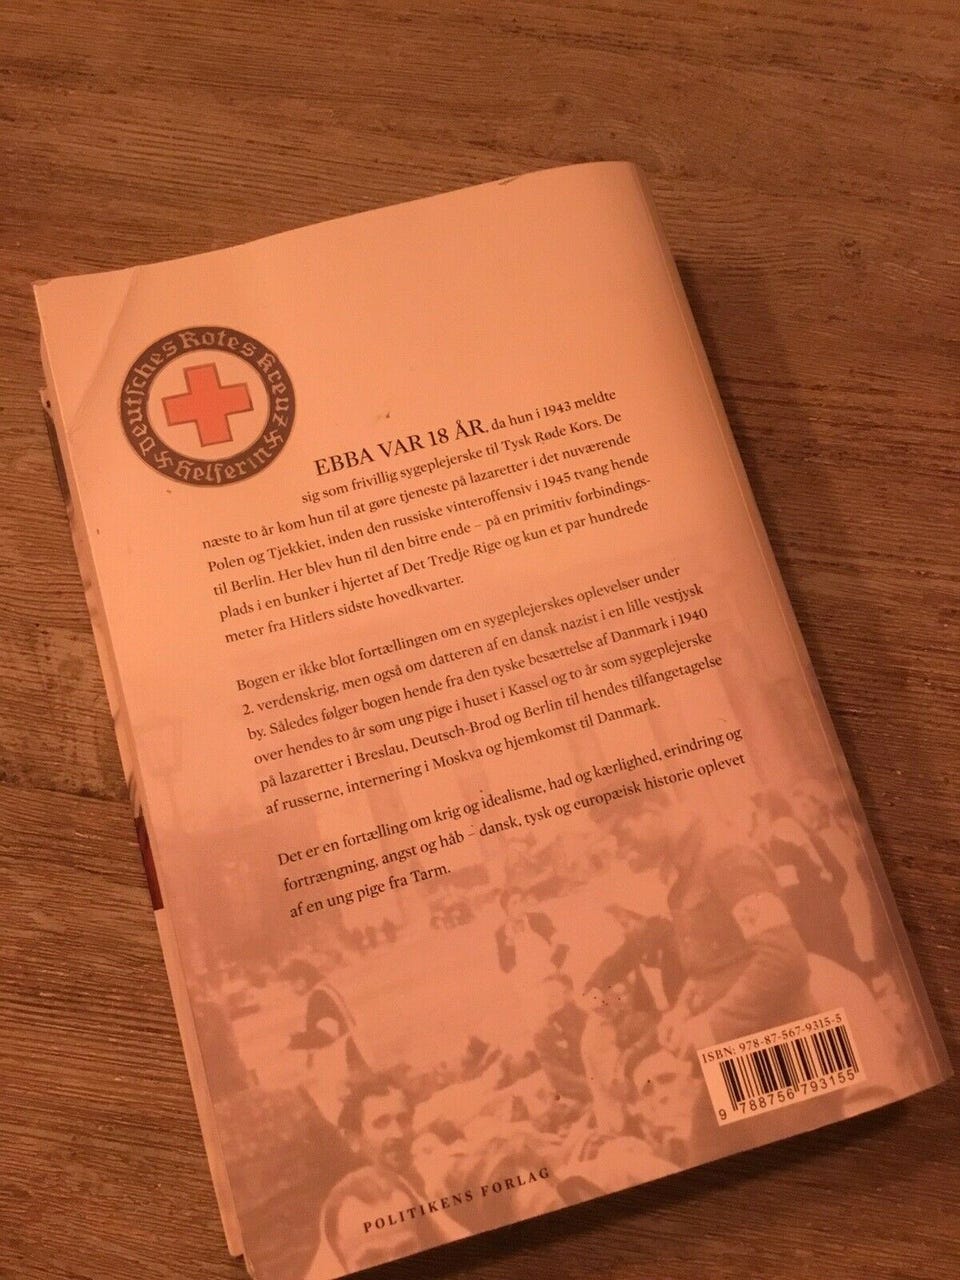 Deutsches Rotes Kreuz
Helferin
EBBA VAR 18 ÅR, da hun i 1943 meldte
sig som frivillig sygeplejerske til Tysk Røde Kors. De
næste to år kom hun til at gøre tjeneste på lazaretter i det nuværende
Polen og Tjekkiet, inden den russiske vinteroffensiv i 1945 tvang hende
til Berlin. Her blev hun til den bitre ende – på en primitiv forbindings-
plads i en bunker i hjertet af Det Tredje Rige og kun et par hundrede
meter fra Hitlers sidste hovedkvarter.
Bogen er ikke blot fortællingen om en sygeplejerskes oplevelser under
2. verdenskrig, men også om datteren af en dansk nazist i en lille vestjysk
by. Således følger bogen hende fra den tyske besættelse af Danmark i 1940
over hendes to år som ung pige i huset i Kassel og to år som sygeplejerske
på lazaretter i Breslau, Deutsch-Brod og Berlin til hendes tilfangetagelse
af russerne, internering i Moskva og hjemkomst til Danmark.
Det er en fortælling om krig og idealisme, had og kærlighed, erindring og
fortrængning, angst og håb – dansk, tysk og europæisk historie oplevet
af en ung pige fra Tarm.
ISBN: 978-87-567-9315-5
9 788756 793155
POLITIKENS FORLAG